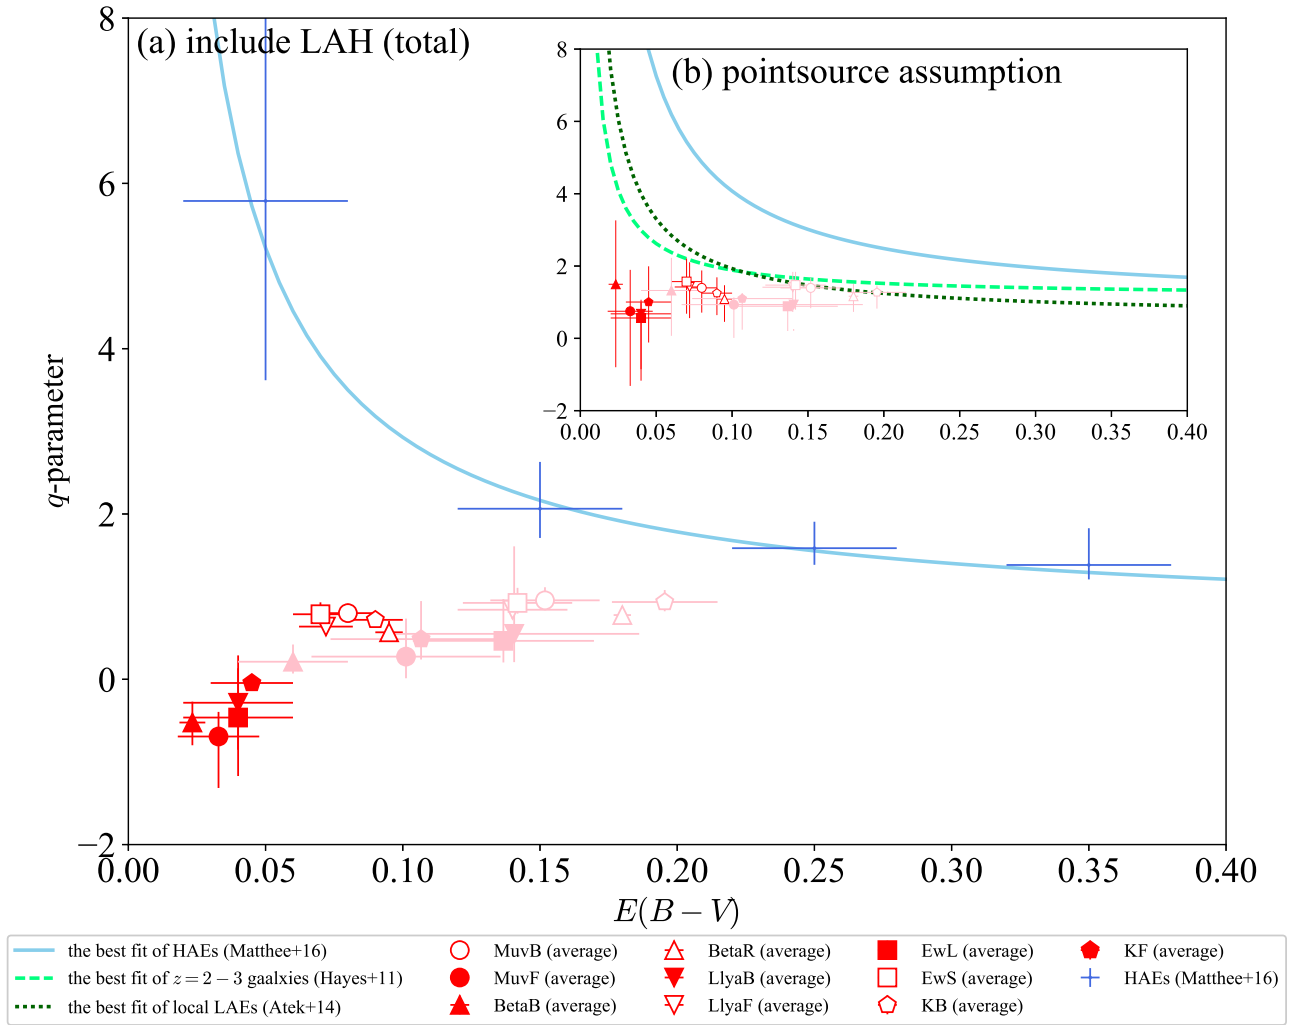 (a) include LAH (total)
(b) pointsource assumption
8
6
4
2
0
−2
0.00 0.05 0.10 0.15 0.20 0.25 0.30 0.35 0.40
8
6
4
2
0
−2
0.00 0.05 0.10 0.15 0.20 0.25 0.30 0.35 0.40
q-parameter
E(B − V)
the best fit of HAEs (Matthee+16)
the best fit of z = 2 − 3 gaalxies (Hayes+11)
the best fit of local LAEs (Atek+14)
MuvB (average)
MuvF (average)
BetaB (average)
BetaR (average)
LlyaB (average)
LlyaF (average)
EwL (average)
EwS (average)
KB (average)
KF (average)
HAEs (Matthee+16)